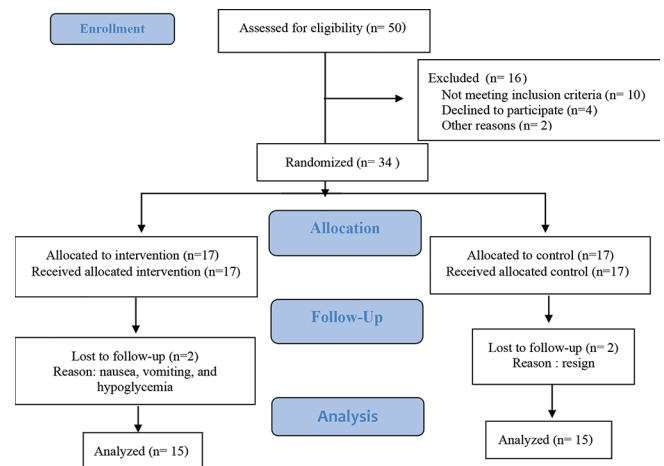 Enrollment
Assessed for eligibility (n= 50)
Excluded (n= 16)
Not meeting inclusion criteria (n= 10)
Declined to participate (n=4)
Other reasons (n= 2)
Randomized (n= 34 )
Allocation
Allocated to intervention (n=17)
Received allocated intervention (n=17)
Allocated to control (n=17)
Received allocated control (n=17)
Follow-Up
Lost to follow-up (n=2)
Reason: nausea, vomiting, and
hypoglycemia
Lost to follow-up (n= 2)
Reason : resign
Analysis
Analyzed (n= 15)
Analyzed (n= 15)